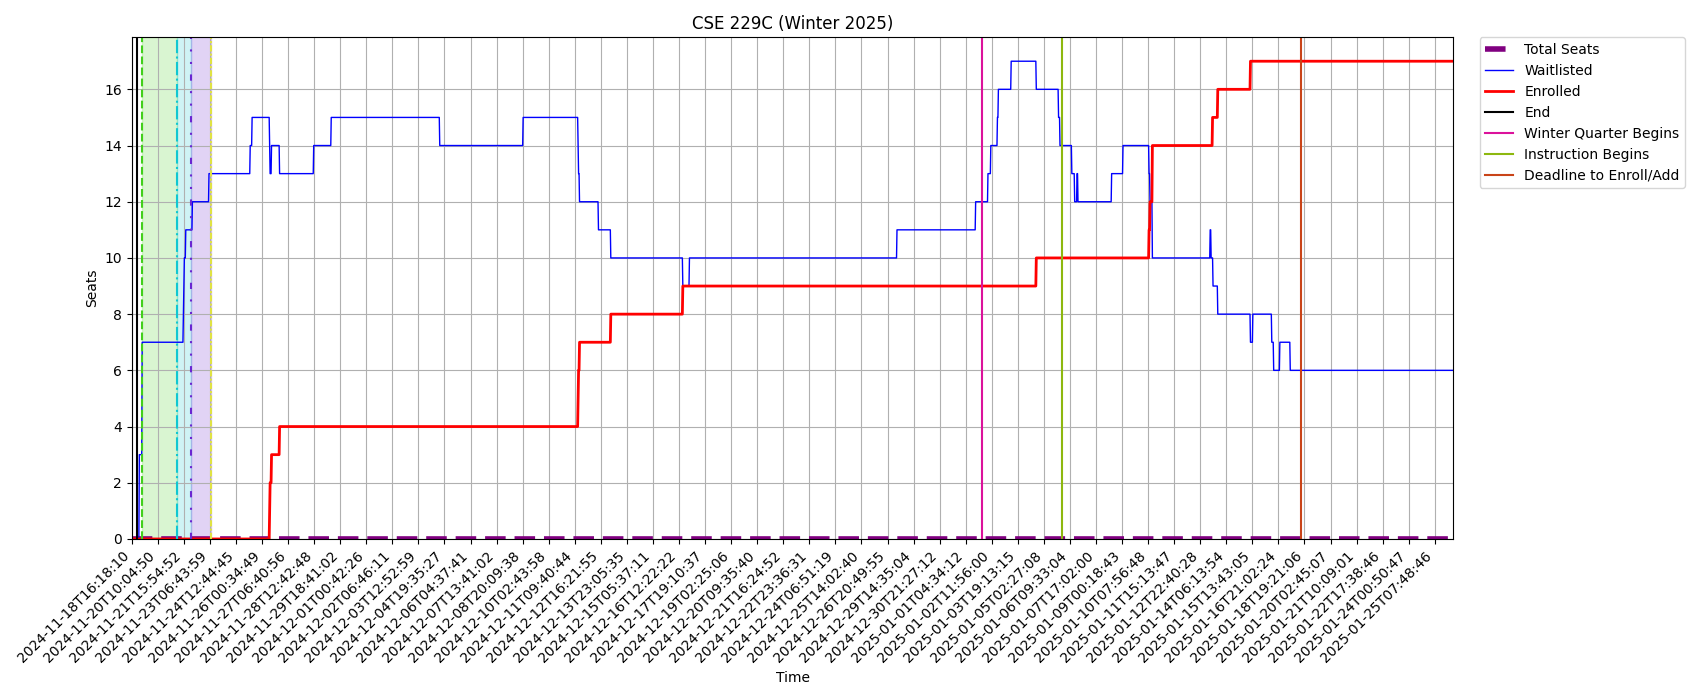 CSE 229C (Winter 2025)
Total Seats
Waitlisted
Enrolled
End
Winter Quarter Begins
Instruction Begins
Deadline to Enroll/Add
Seats
16
14
12
10
8
6
4
2
0
2024-11-18T16:18:10
2024-11-20T10:04:50
2024-11-21T15:54:52
2024-11-23T06:43:59
2024-11-24T12:44:45
2024-11-26T00:34:49
2024-11-27T06:40:56
2024-11-28T12:42:48
2024-11-29T18:41:02
2024-12-01T00:42:26
2024-12-02T06:46:11
2024-12-03T12:52:59
2024-12-04T19:35:27
2024-12-06T04:37:41
2024-12-07T13:41:02
2024-12-08T20:09:38
2024-12-10T02:43:58
2024-12-11T09:40:44
2024-12-12T16:21:55
2024-12-13T23:05:35
2024-12-15T05:37:11
2024-12-16T12:22:22
2024-12-17T19:10:37
2024-12-19T02:25:06
2024-12-20T09:35:40
2024-12-21T16:24:52
2024-12-22T23:36:31
2024-12-24T06:51:19
2024-12-25T14:02:40
2024-12-26T20:49:55
2024-12-29T14:35:04
2024-12-30T21:27:12
2025-01-01T04:34:12
2025-01-02T11:56:00
2025-01-03T19:13:15
2025-01-05T02:27:08
2025-01-06T09:33:04
2025-01-07T17:02:00
2025-01-09T00:18:43
2025-01-10T07:56:48
2025-01-11T15:13:47
2025-01-12T22:40:28
2025-01-14T06:13:54
2025-01-15T13:43:05
2025-01-16T21:02:24
2025-01-18T19:21:06
2025-01-20T02:45:07
2025-01-21T10:09:01
2025-01-22T17:38:46
2025-01-24T00:50:47
2025-01-25T07:48:46
Time